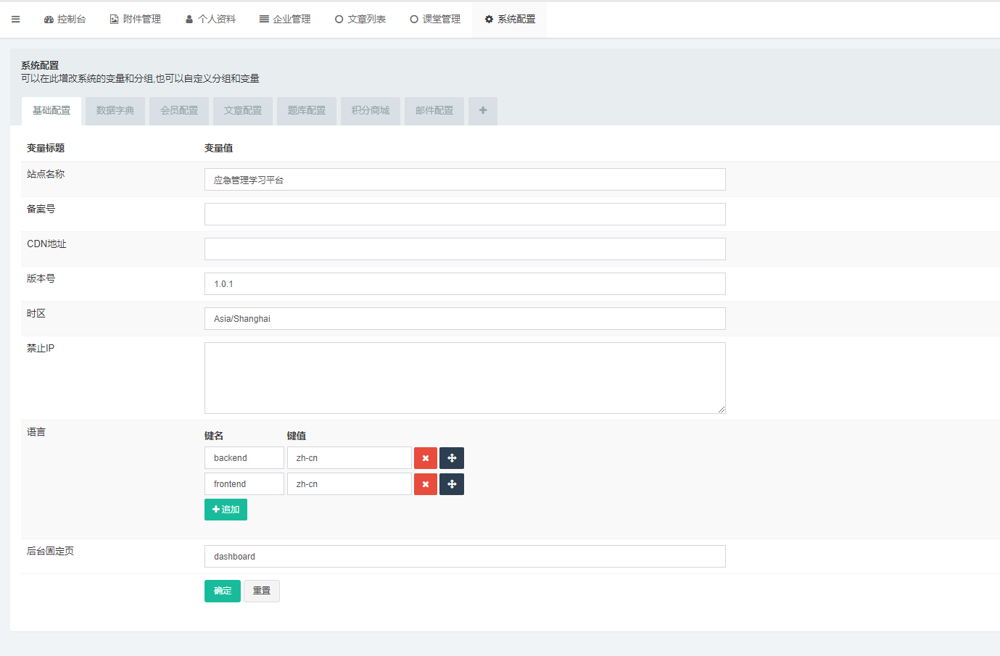 控制台 附件管理 个人资料 企业管理 文章列表 课堂管理 系统配置
系统配置
可以在此增改系统的变量和分组,也可以自定义分组和变量
基础配置 数据字典 会员配置 文章配置 题库配置 积分商城 邮件配置
变量标题 变量值
站点名称 应急管理学习平台
备案号
CDN地址
版本号 1.0.1
时区 Asia/Shanghai
禁止IP
语言
键名 键值
backend zh-cn
frontend zh-cn
追加
后台固定页 dashboard
确定 重置